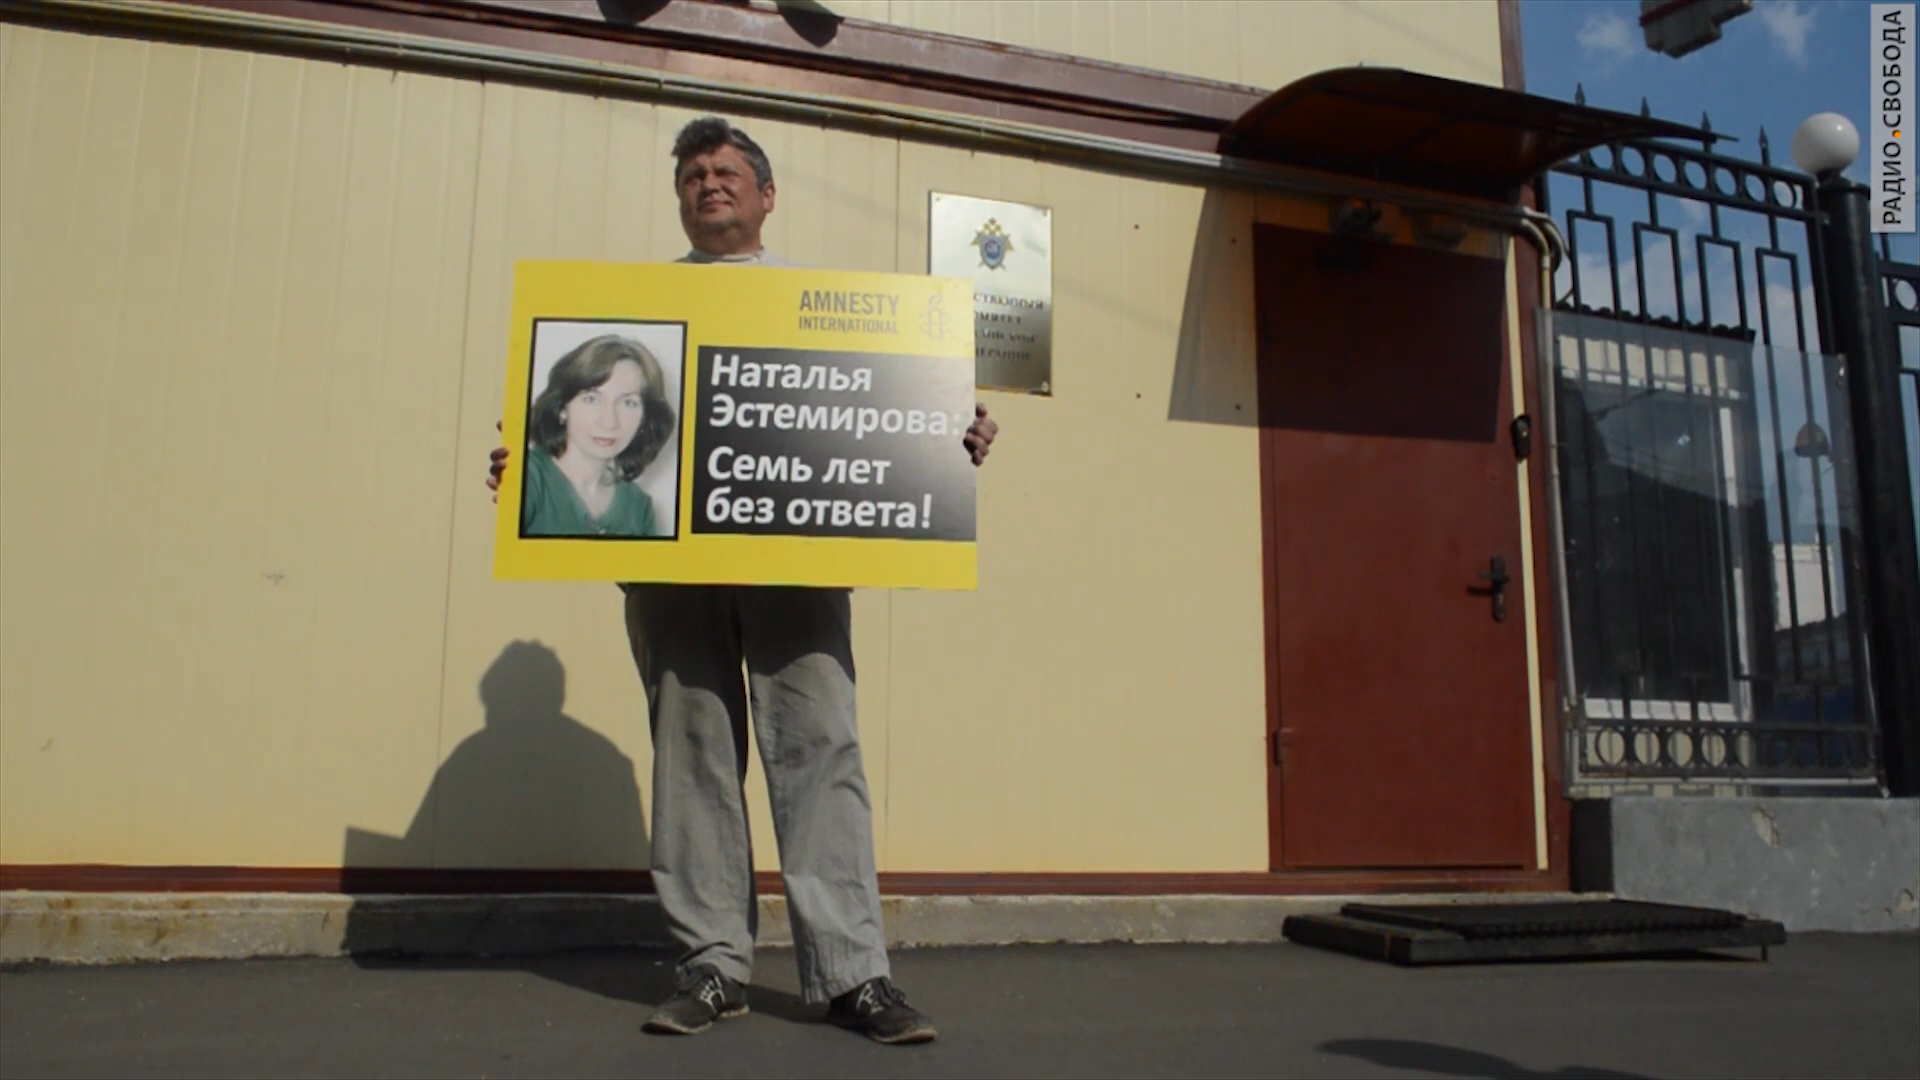 РАДИО.СВОБОДА
AMNESTY
INTERNATIONAL
Наталья
Эстемирова:
Семь лет
без ответа!